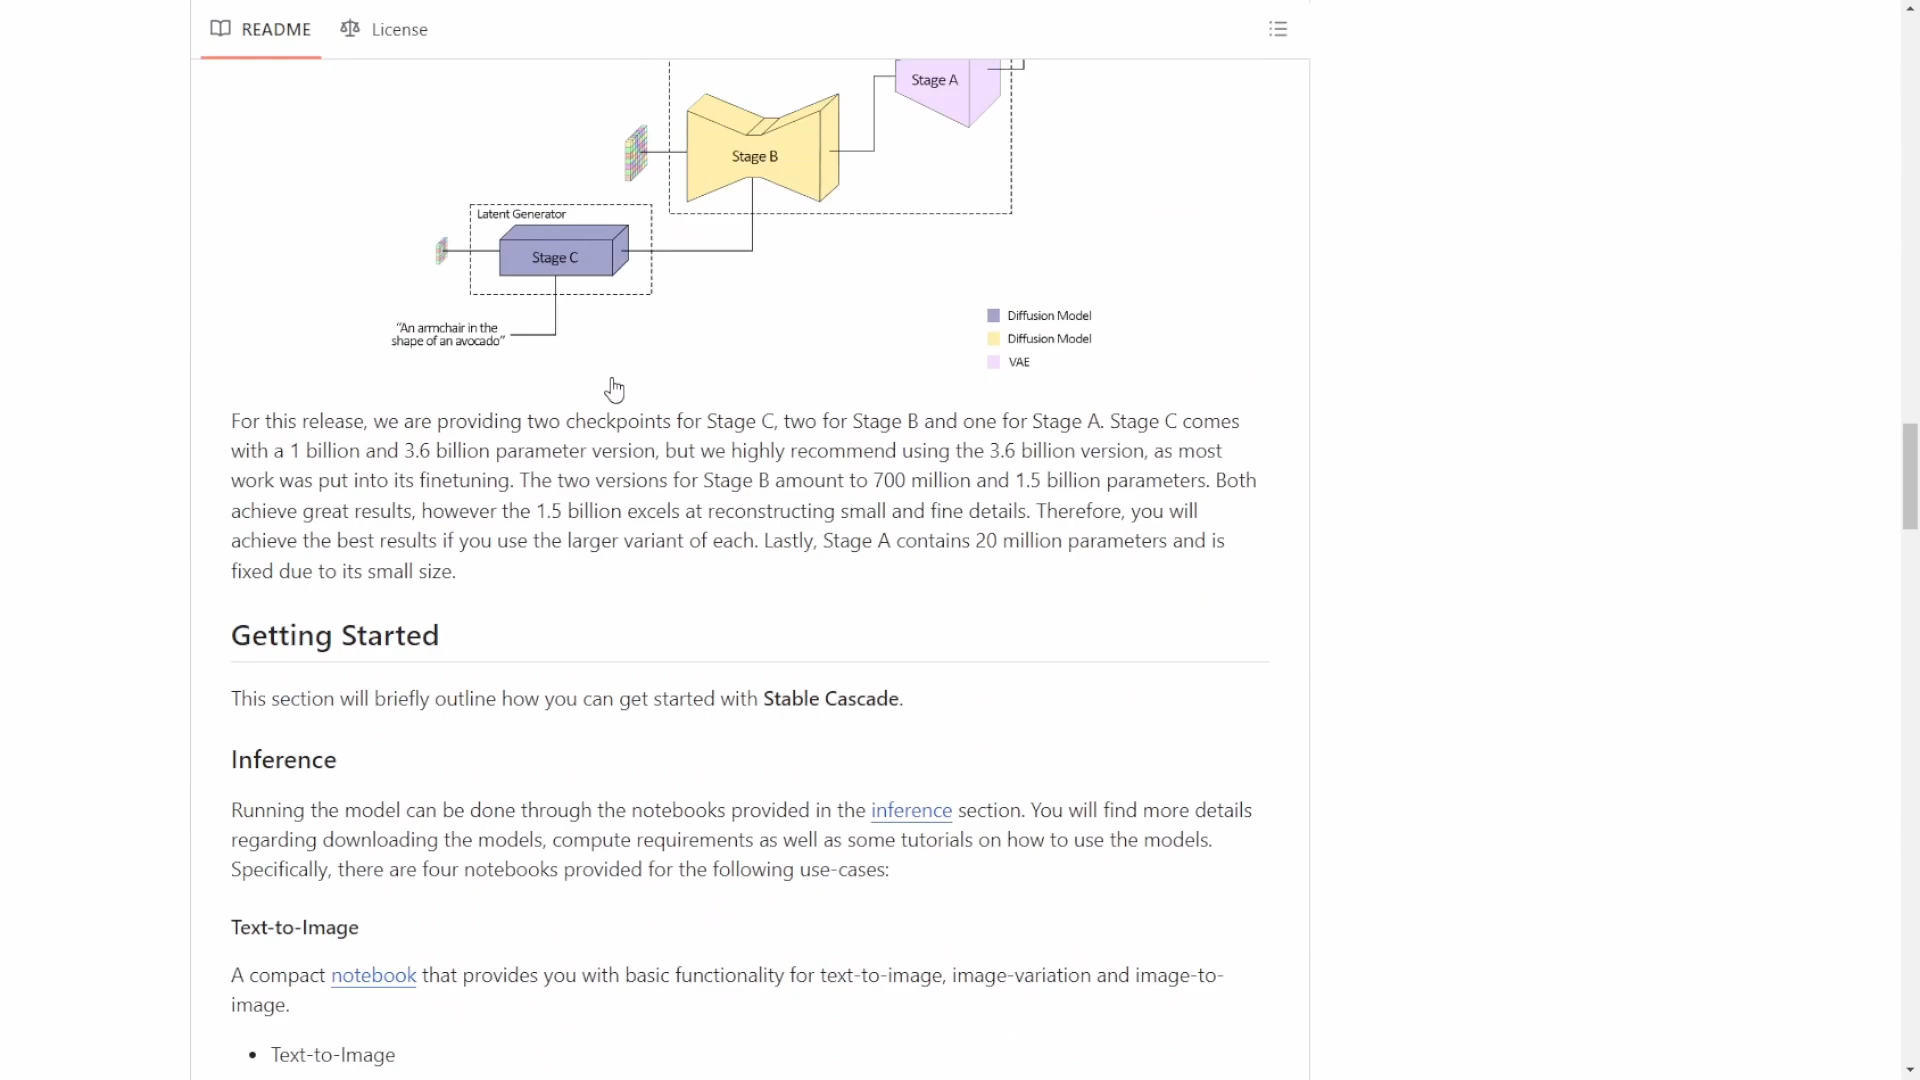 README
License
Stage A
Stage B
Latent Generator
Stage C
“An armchair in the
shape of an avocado”
Diffusion Model
Diffusion Model
VAE
For this release, we are providing two checkpoints for Stage C, two for Stage B and one for Stage A. Stage C comes
with a 1 billion and 3.6 billion parameter version, but we highly recommend using the 3.6 billion version, as most
work was put into its finetuning. The two versions for Stage B amount to 700 million and 1.5 billion parameters. Both
achieve great results, however the 1.5 billion excels at reconstructing small and fine details. Therefore, you will
achieve the best results if you use the larger variant of each. Lastly, Stage A contains 20 million parameters and is
fixed due to its small size.
Getting Started
This section will briefly outline how you can get started with Stable Cascade.
Inference
Running the model can be done through the notebooks provided in the inference section. You will find more details
regarding downloading the models, compute requirements as well as some tutorials on how to use the models.
Specifically, there are four notebooks provided for the following use-cases:
Text-to-Image
A compact notebook that provides you with basic functionality for text-to-image, image-variation and image-to-
image.
• Text-to-Image